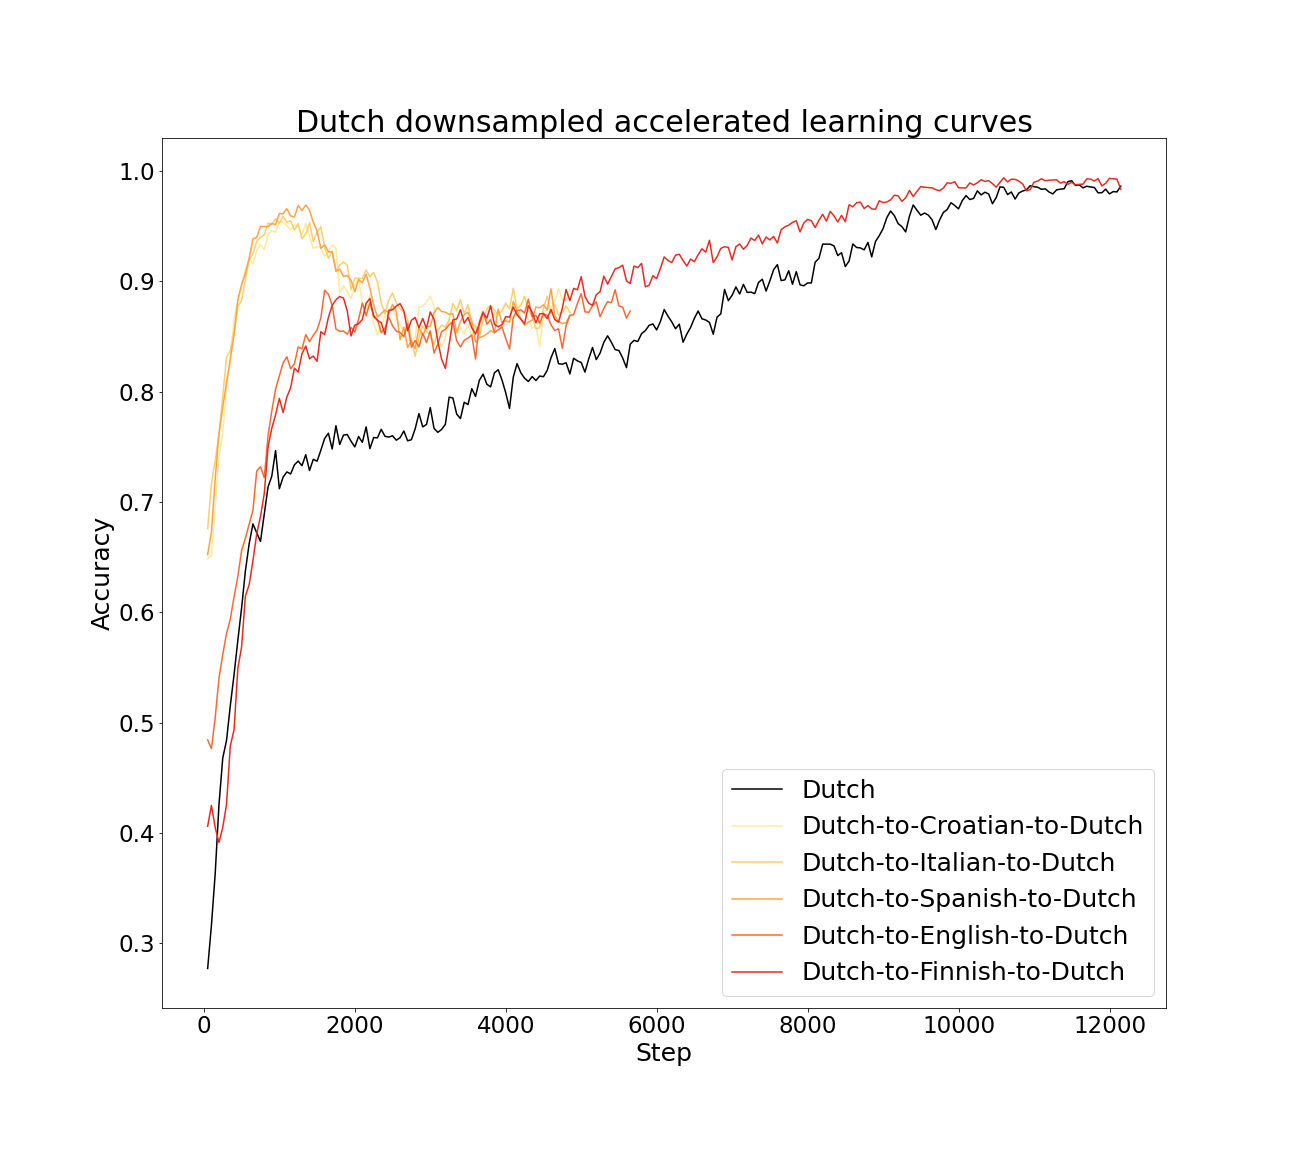 Dutch downsampled accelerated learning curves
1.0
0.9
0.8
0.7
0.6
0.5
0.4
0.3
Accuracy
0
2000
4000
6000
8000
10000
12000
Step
Dutch
Dutch-to-Croatian-to-Dutch
Dutch-to-Italian-to-Dutch
Dutch-to-Spanish-to-Dutch
Dutch-to-English-to-Dutch
Dutch-to-Finnish-to-Dutch